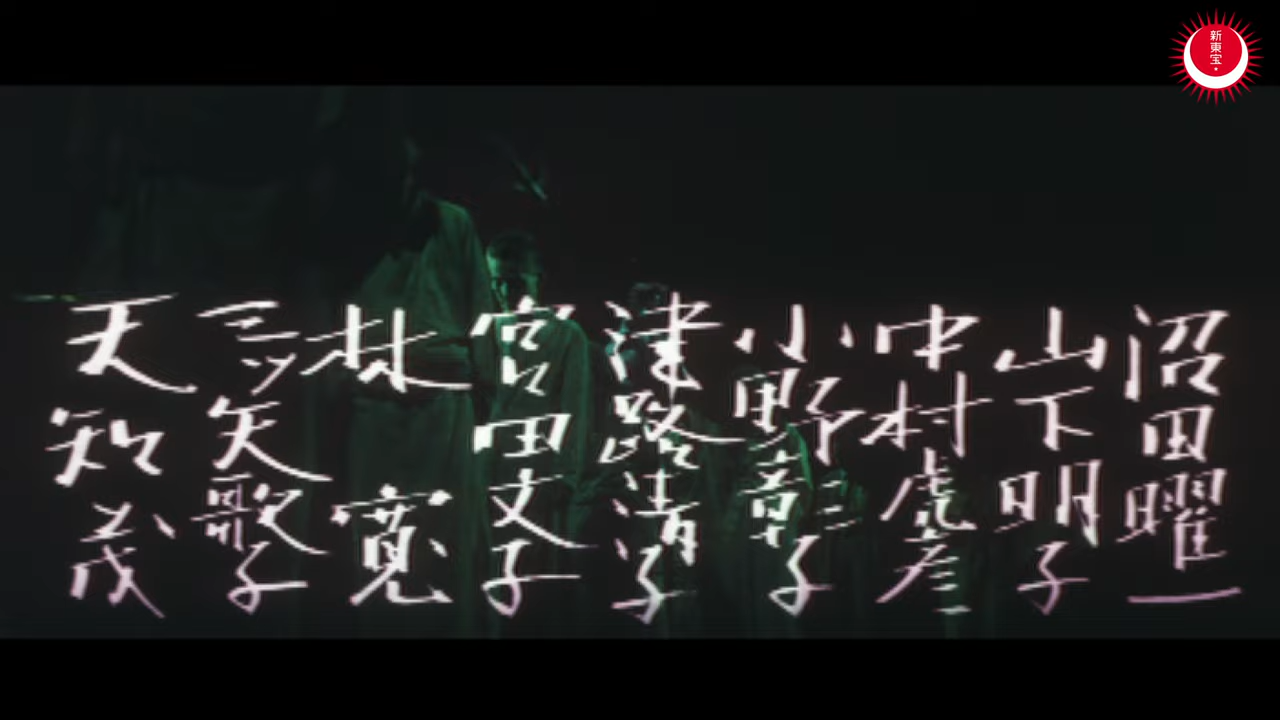 沼田曜一
山下明子
中村虎彦
小野彰子
津路清子
宮田文子
林寛
三ツ矢歌子
天知茂
新東宝